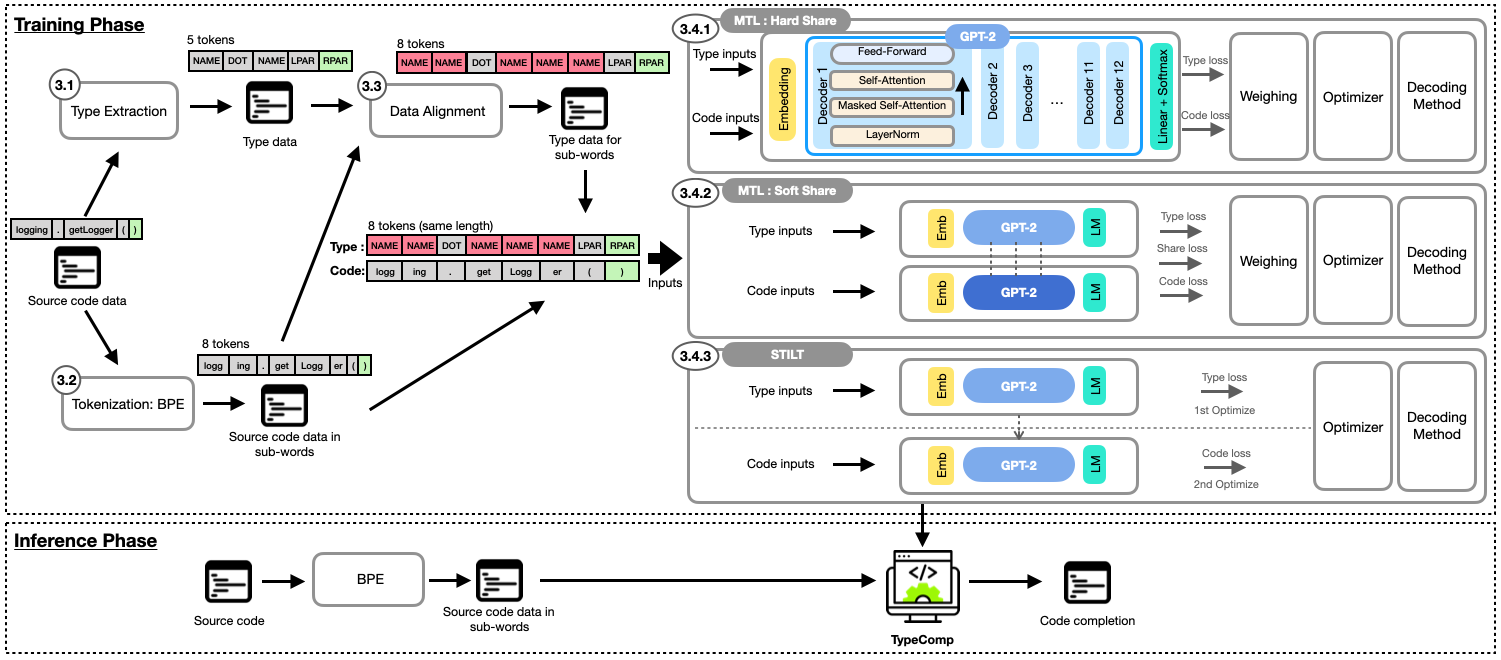 Training Phase
5 tokens
NAME DOT NAME LPAR RPAR
3.1
Type Extraction
Type data
8 tokens
NAME NAME DOT NAME NAME NAME LPAR RPAR
3.3
Data Alignment
Type data for
sub-words
logging . getLogger ( )
Source code data
8 tokens (same length)
Type : NAME NAME DOT NAME NAME NAME LPAR RPAR
Code: logg ing . get Logg er ( )
Inputs
8 tokens
logg ing . get Logg er ( )
3.2
Tokenization: BPE
Source code data in
sub-words
3.4.1
MTL : Hard Share
Type inputs
Code inputs
Embedding
GPT-2
Decoder 1
Feed-Forward
Self-Attention
Masked Self-Attention
LayerNorm
Decoder 2
Decoder 3
...
Decoder 11
Decoder 12
Linear + Softmax
Type loss
Code loss
Weighing
Optimizer
Decoding
Method
3.4.2
MTL : Soft Share
Type inputs
Emb
GPT-2
LM
Code inputs
Emb
GPT-2
LM
Type loss
Share loss
Code loss
Weighing
Optimizer
Decoding
Method
3.4.3
STILT
Type inputs
Emb
GPT-2
LM
Type loss
1st Optimize
Code inputs
Emb
GPT-2
LM
Code loss
2nd Optimize
Optimizer
Decoding
Method
Inference Phase
Source code
BPE
Source code data in
sub-words
</>
TypeComp
Code completion